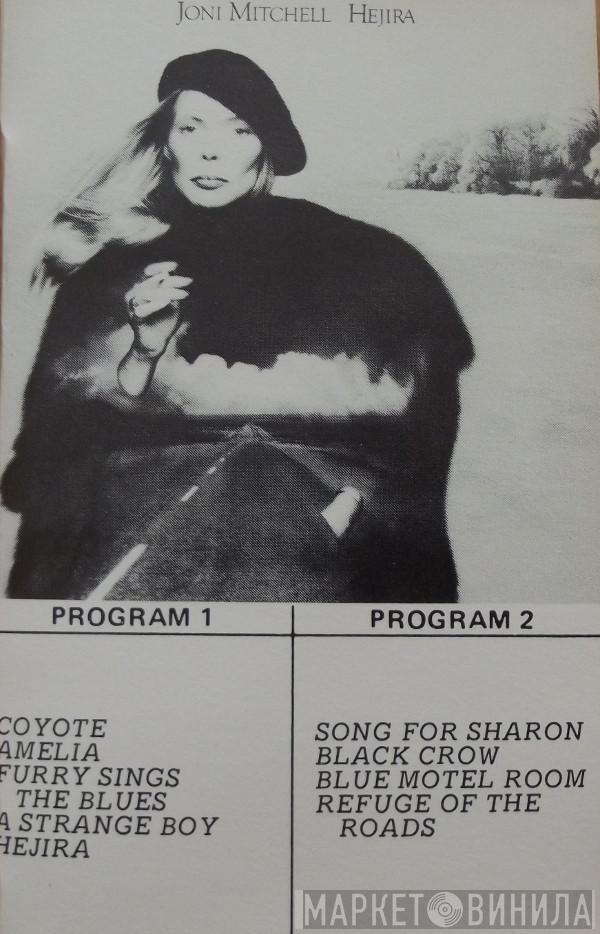 JONI MITCHELL HEJIRA
PROGRAM 1
COYOTE
AMELIA
FURRY SINGS
THE BLUES
A STRANGE BOY
HEJIRA
PROGRAM 2
SONG FOR SHARON
BLACK CROW
BLUE MOTEL ROOM
REFUGE OF THE
ROADS
МАРКЕТ ВИНИЛА